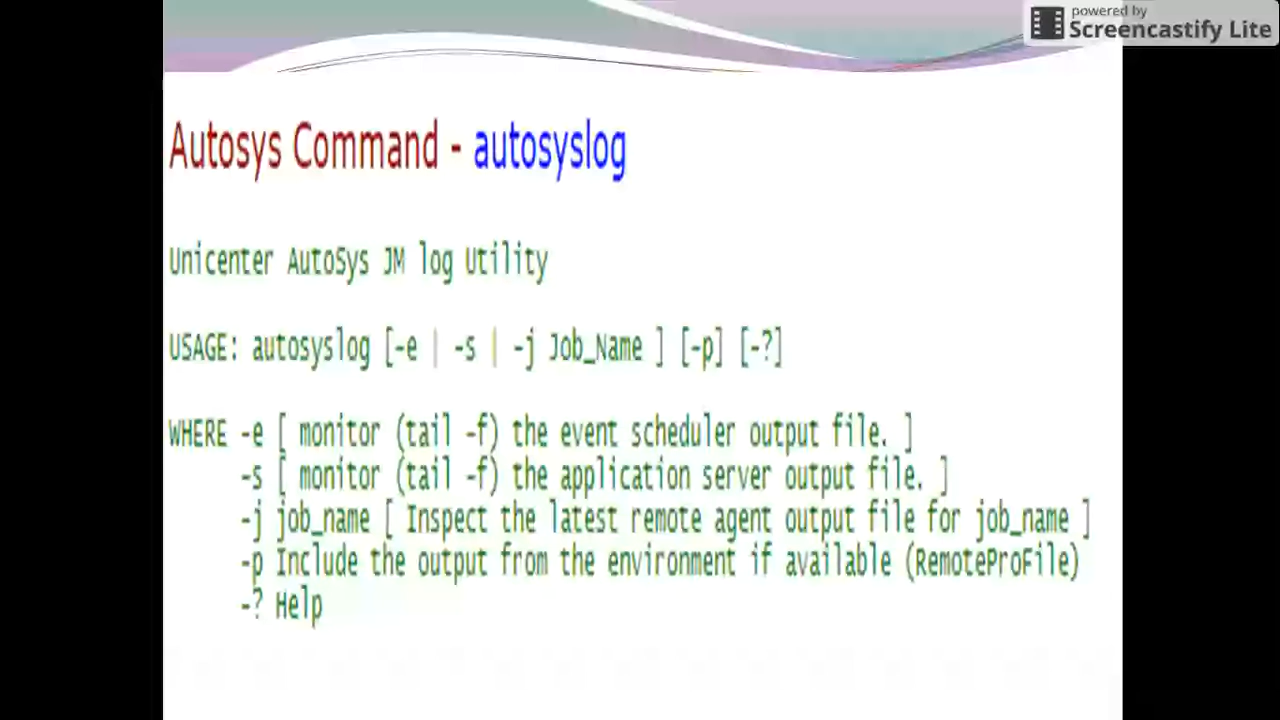 powered by
Screencastify Lite
Autosys Command - autosyslog
Unicenter AutoSys JM log Utility
USAGE: autosyslog [-e | -s | -j Job_Name ] [-p] [-?]
WHERE -e [ monitor (tail -f) the event scheduler output file. ]
-s [ monitor (tail -f) the application server output file. ]
-j job_name [ Inspect the latest remote agent output file for job_name ]
-p Include the output from the environment if available (RemoteProFile)
-? Help